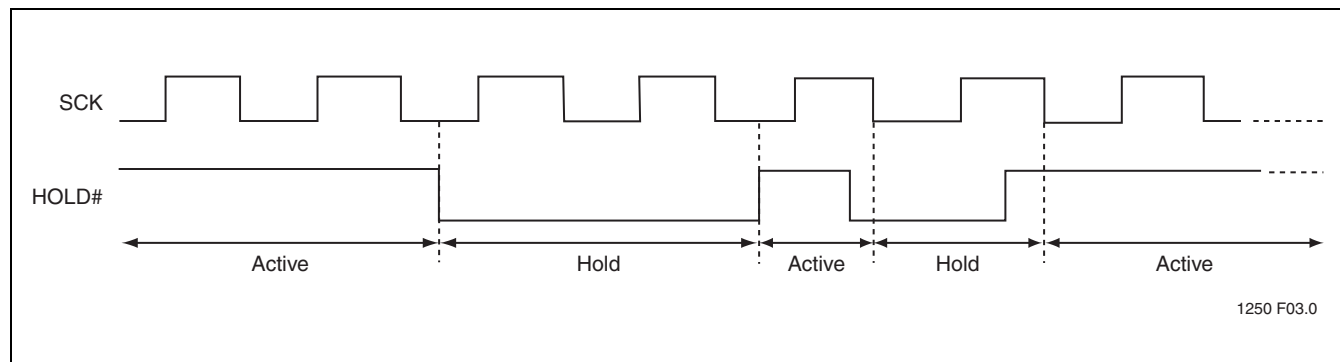 SCK
HOLD#
Active Hold Active Hold Active
1250 F03.0